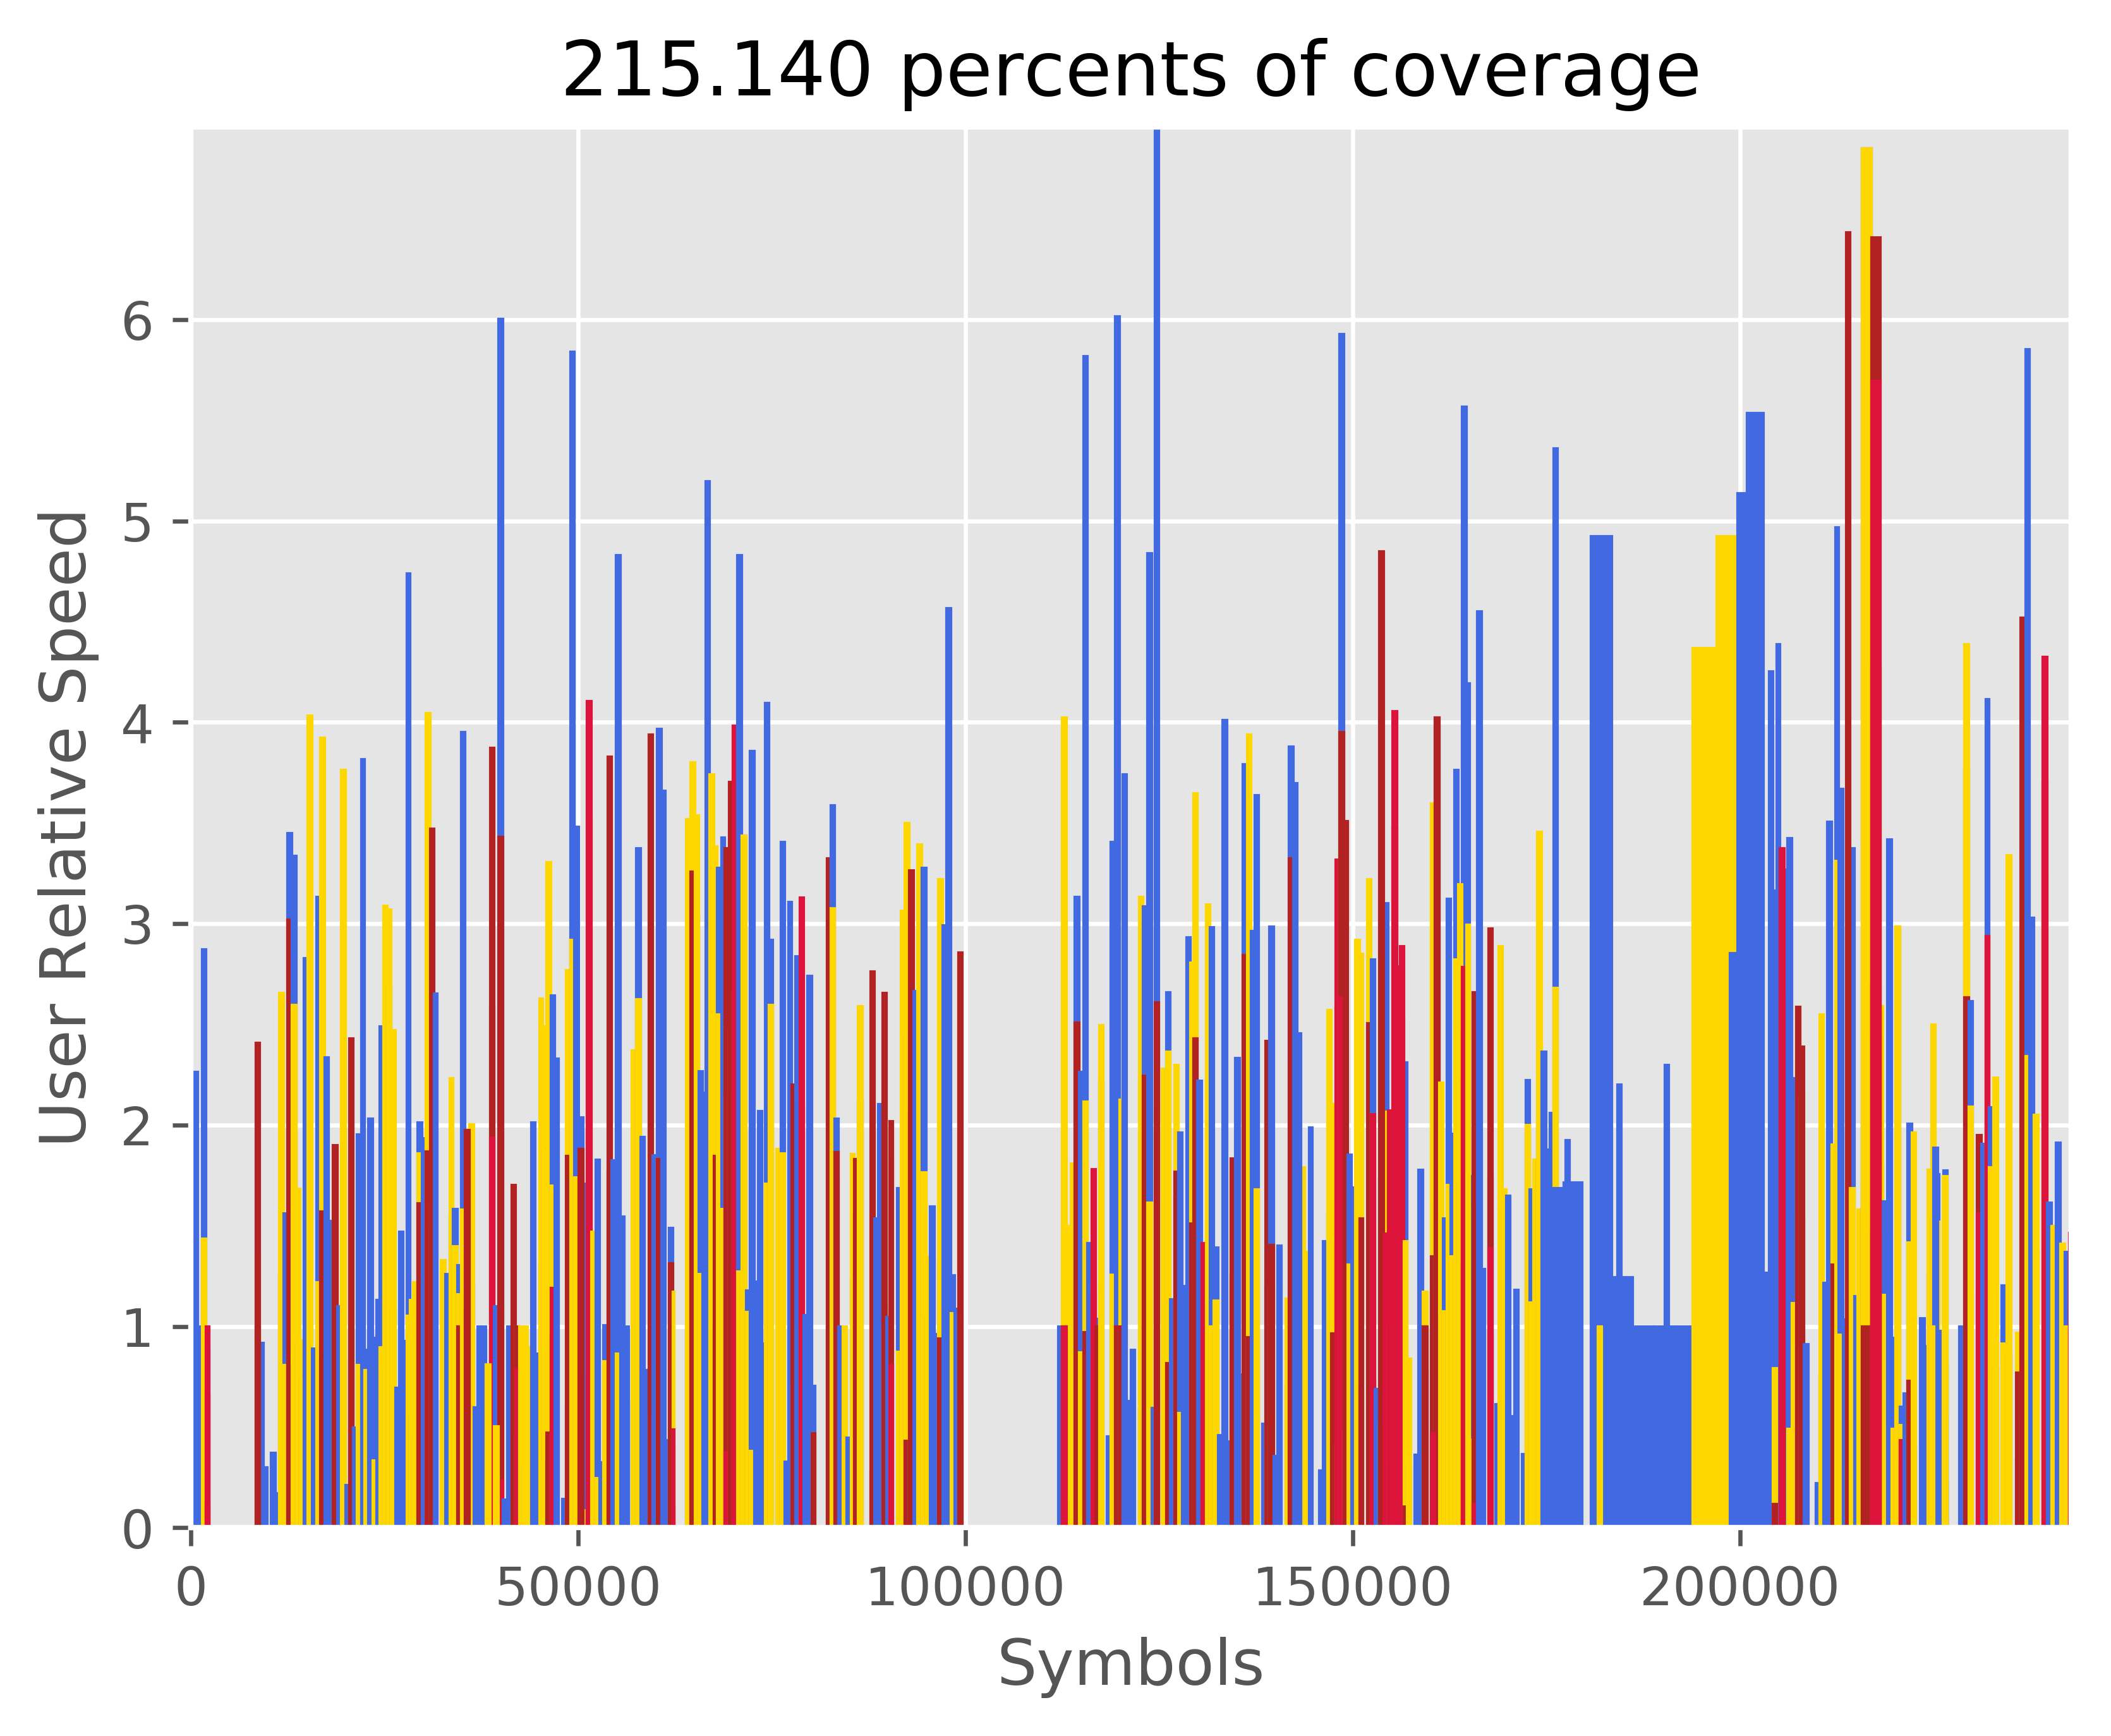 215.140 percents of coverage
User Relative Speed
6
5
4
3
2
1
0
0 50000 100000 150000 200000
Symbols